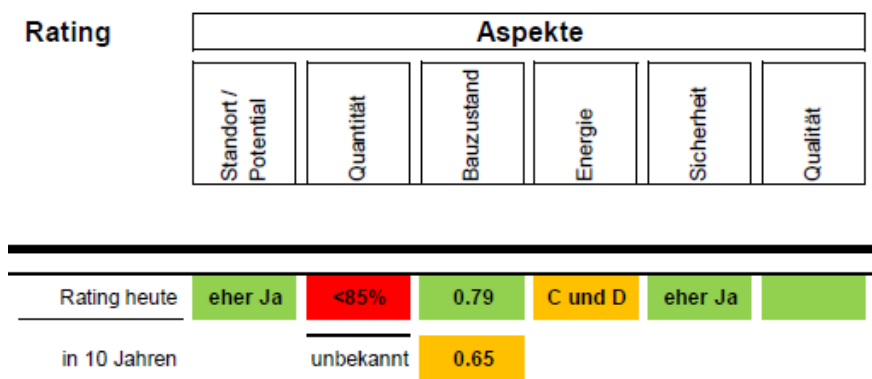 Rating
Aspekte
Standort /
Potential
Quantität
Bauzustand
Energie
Sicherheit
Qualität
Rating heute eher Ja <85% 0.79 C und D eher Ja
in 10 Jahren unbekannt 0.65